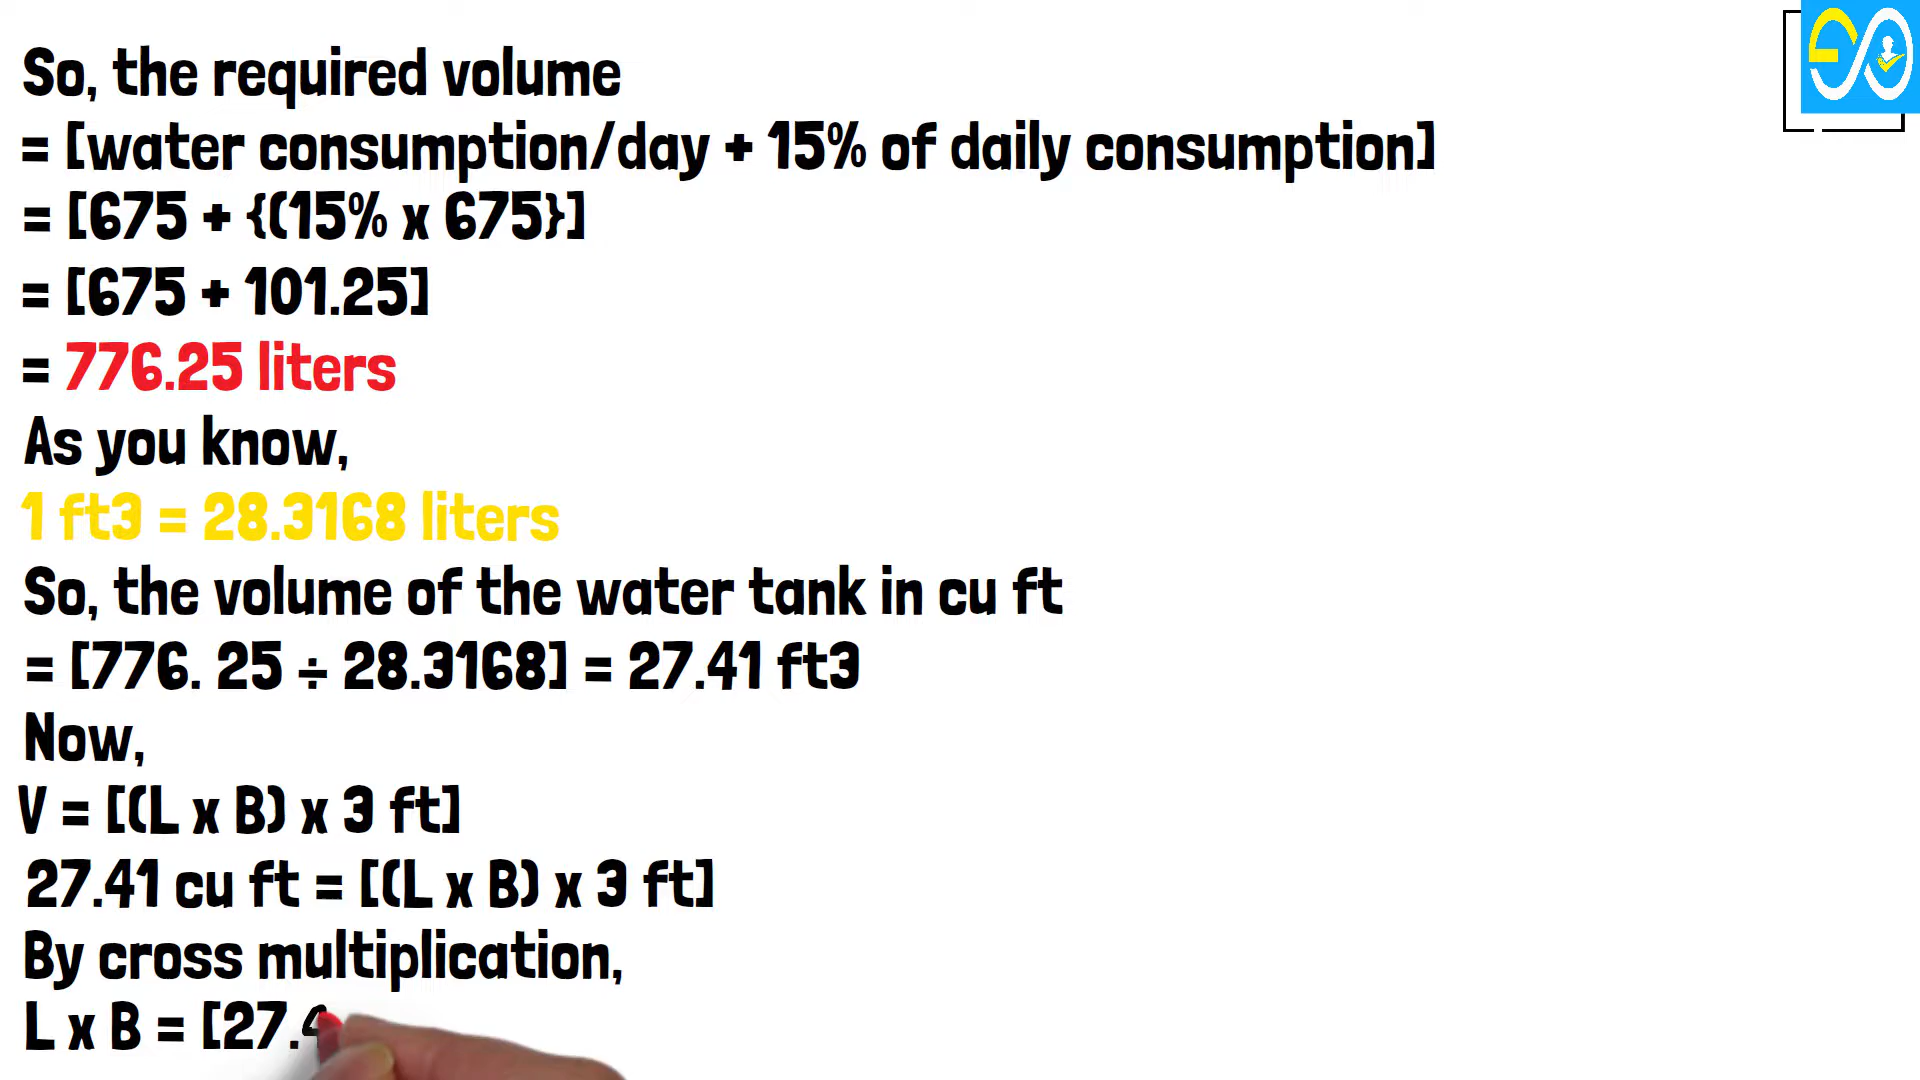 So, the required volume
= [water consumption/day + 15% of daily consumption]
= [675 + {(15% x 675}]
= [675 + 101.25]
= 776.25 liters
As you know,
1 ft3 = 28.3168 liters
So, the volume of the water tank in cu ft
= [776. 25 ÷ 28.3168] = 27.41 ft3
Now,
V = [(L x B) x 3 ft]
27.41 cu ft = [(L x B) x 3 ft]
By cross multiplication,
L x B = [27.4